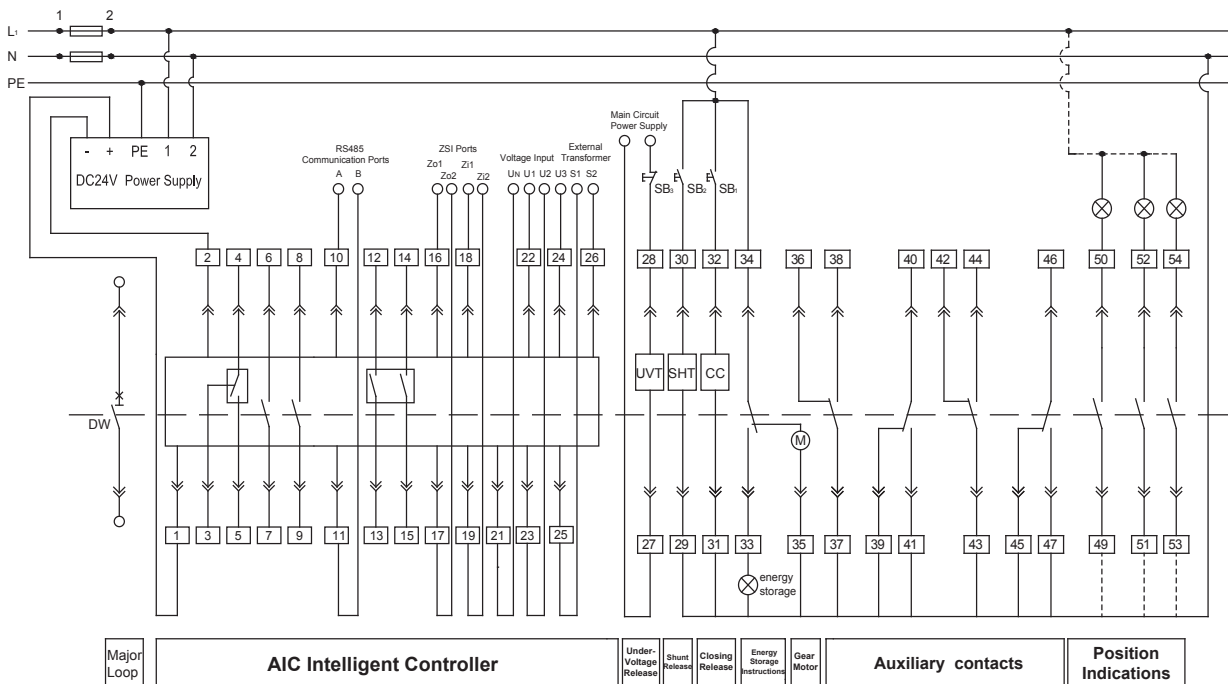 1 2
L1
N
PE
- + PE 1 2
DC24V Power Supply
RS485
Communication Ports
A B
ZSI Ports
Zo1 Zi1
Zo2 Zi2
Voltage Input
UN U1 U2 U3
External
Transformer
S1 S2
Main Circuit
Power Supply
SB3 SB2 SB1
2 4 6 8 10 12 14 16 18 22 24 26 28 30 32 34 36 38 40 42 44 46 50 52 54
UVT SHT CC
DW
M
1 3 5 7 9 11 13 15 17 19 21 23 25 27 29 31 33 35 37 39 41 43 45 47 49 51 53
energy
storage
Major
Loop
AIC Intelligent Controller
Under-
Voltage
Release
Shunt
Release
Closing
Release
Energy
Storage
Instructions
Gear
Motor
Auxiliary contacts
Position
Indications